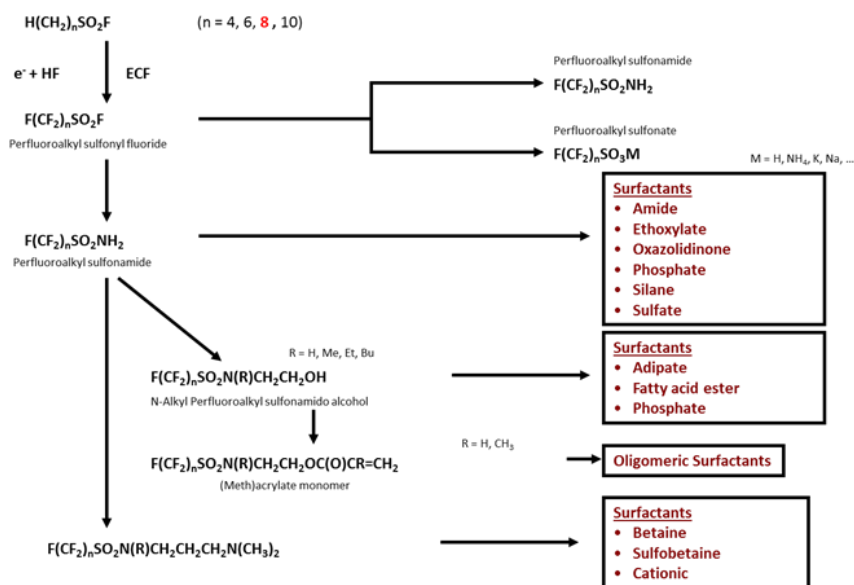 H(CH₂)ₙSO₂F (n = 4, 6, 8, 10)
e⁻ + HF ECF
Perfluoroalkyl sulfonamide
F(CF₂)ₙSO₂NH₂
F(CF₂)ₙSO₂F
Perfluoroalkyl sulfonyl fluoride
Perfluoroalkyl sulfonate
F(CF₂)ₙSO₃M
M = H, NH₄, K, Na, ...
F(CF₂)ₙSO₂NH₂
Perfluoroalkyl sulfonamide
Surfactants
• Amide
• Ethoxylate
• Oxazolidinone
• Phosphate
• Silane
• Sulfate
R = H, Me, Et, Bu
F(CF₂)ₙSO₂N(R)CH₂CH₂OH
N-Alkyl Perfluoroalkyl sulfonamido alcohol
Surfactants
• Adipate
• Fatty acid ester
• Phosphate
R = H, CH₃
F(CF₂)ₙSO₂N(R)CH₂CH₂OC(O)CR=CH₂
(Meth)acrylate monomer
Oligomeric Surfactants
F(CF₂)ₙSO₂N(R)CH₂CH₂CH₂N(CH₃)₂
Surfactants
• Betaine
• Sulfobetaine
• Cationic